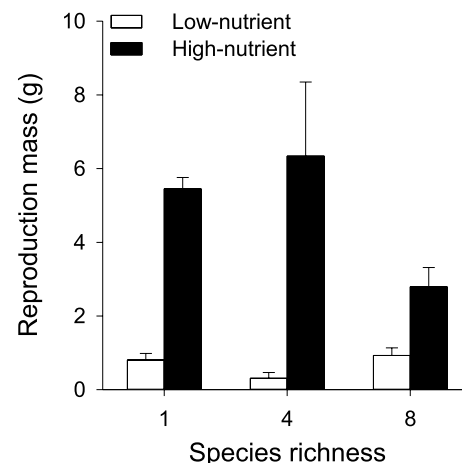 10
Low-nutrient
High-nutrient
8
6
4
2
0
Reproduction mass (g)
1 4 8
Species richness